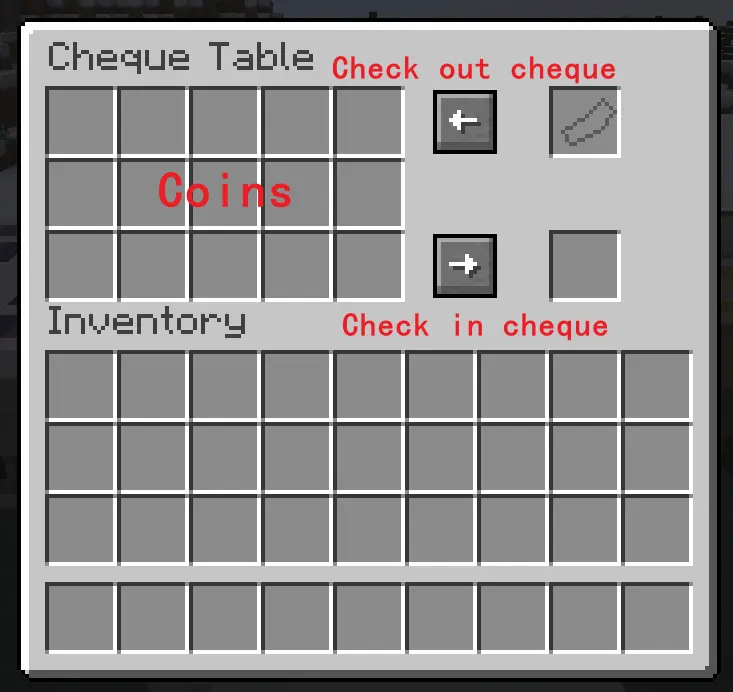 Cheque Table
Check out cheque
Coins
Inventory
Check in cheque